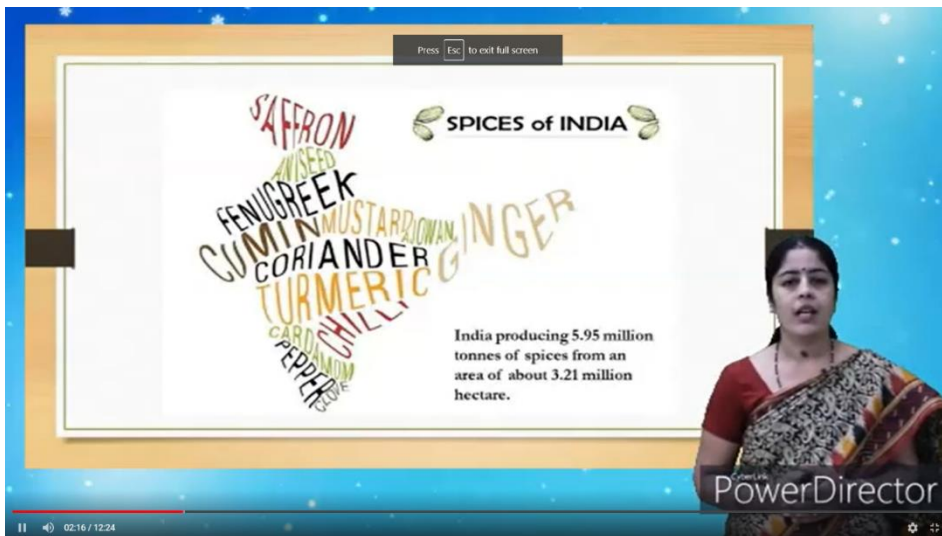 Press Esc to exit full screen
SPICES of INDIA
SAFFRON
ANISEED
FENUGREEK
CUMIN
MUSTARD
AJOWAN
GINGER
CORIANDER
TURMERIC
CHILLI
CARDAMOM
PEPPER
CLOVE
India producing 5.95 million
tonnes of spices from an
area of about 3.21 million
hectare.
CyberLink
PowerDirector
02:16 / 12:24